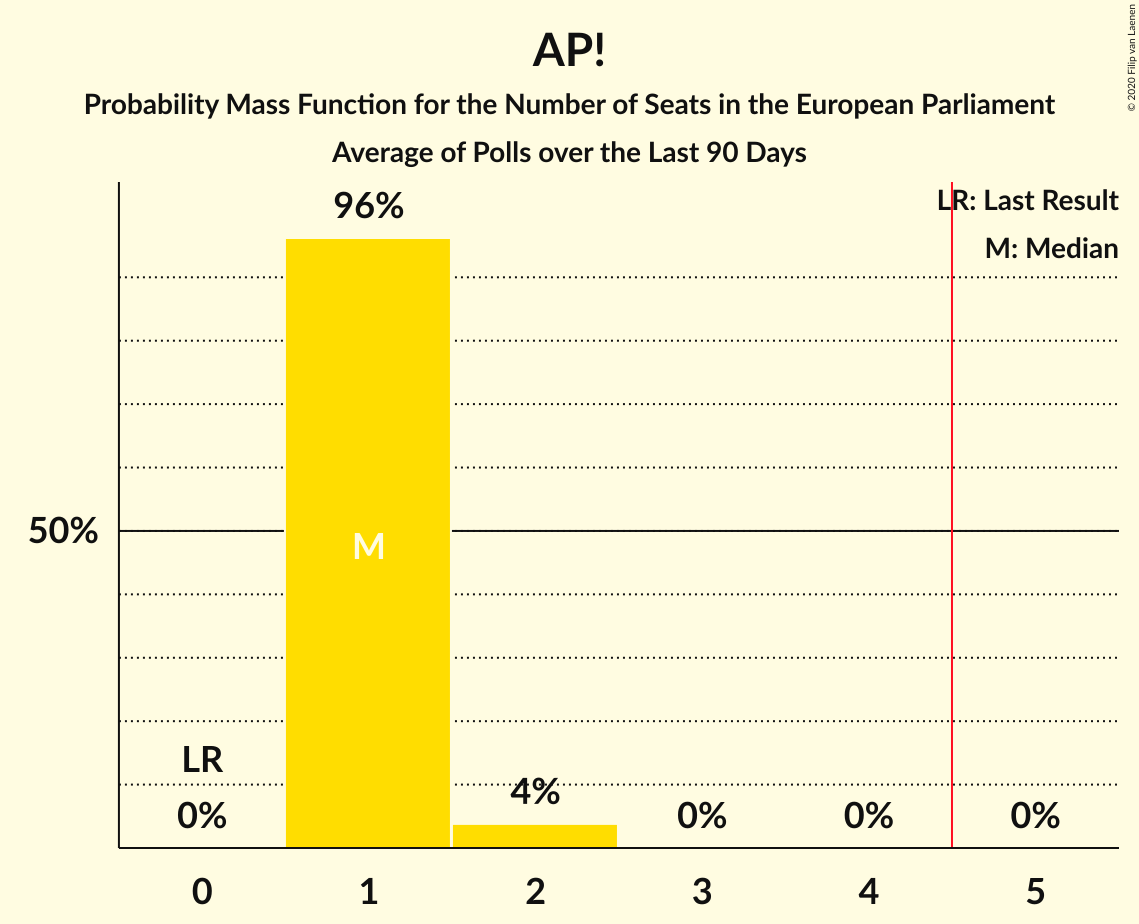 AP!
Probability Mass Function for the Number of Seats in the European Parliament
Average of Polls over the Last 90 Days
© 2020 Filip van Laenen
LR: Last Result
M: Median
96%
50%
M
LR
0%
4%
0%
0%
0%
0 1 2 3 4 5